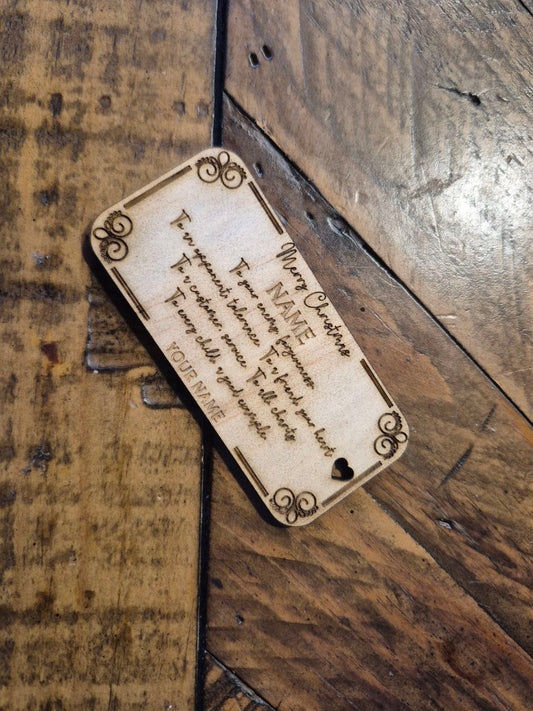 Merry Christmas
NAME
To your enemy, forgiveness.
To an opponent, tolerance. To a friend, your heart.
To a customer, service. To all, charity.
To every child, a good example.
YOUR NAME